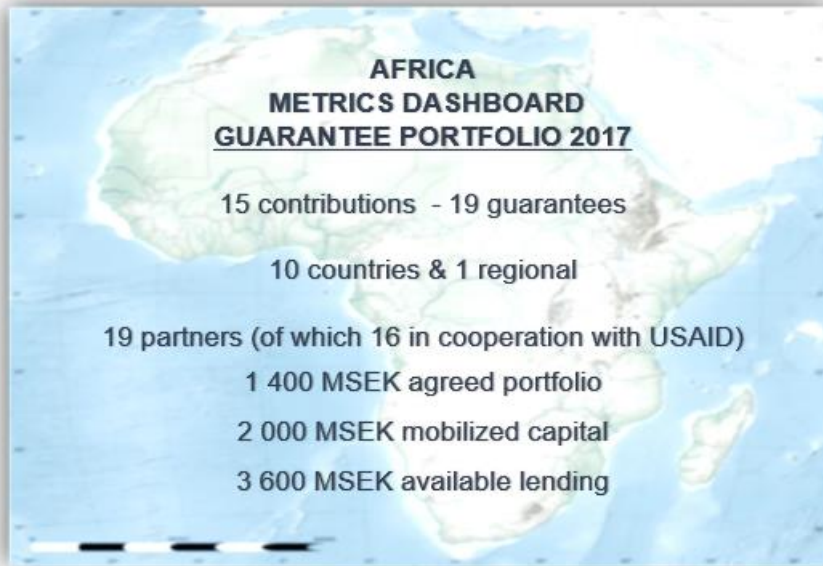 AFRICA
METRICS DASHBOARD
GUARANTEE PORTFOLIO 2017
15 contributions - 19 guarantees
10 countries & 1 regional
19 partners (of which 16 in cooperation with USAID)
1 400 MSEK agreed portfolio
2 000 MSEK mobilized capital
3 600 MSEK available lending